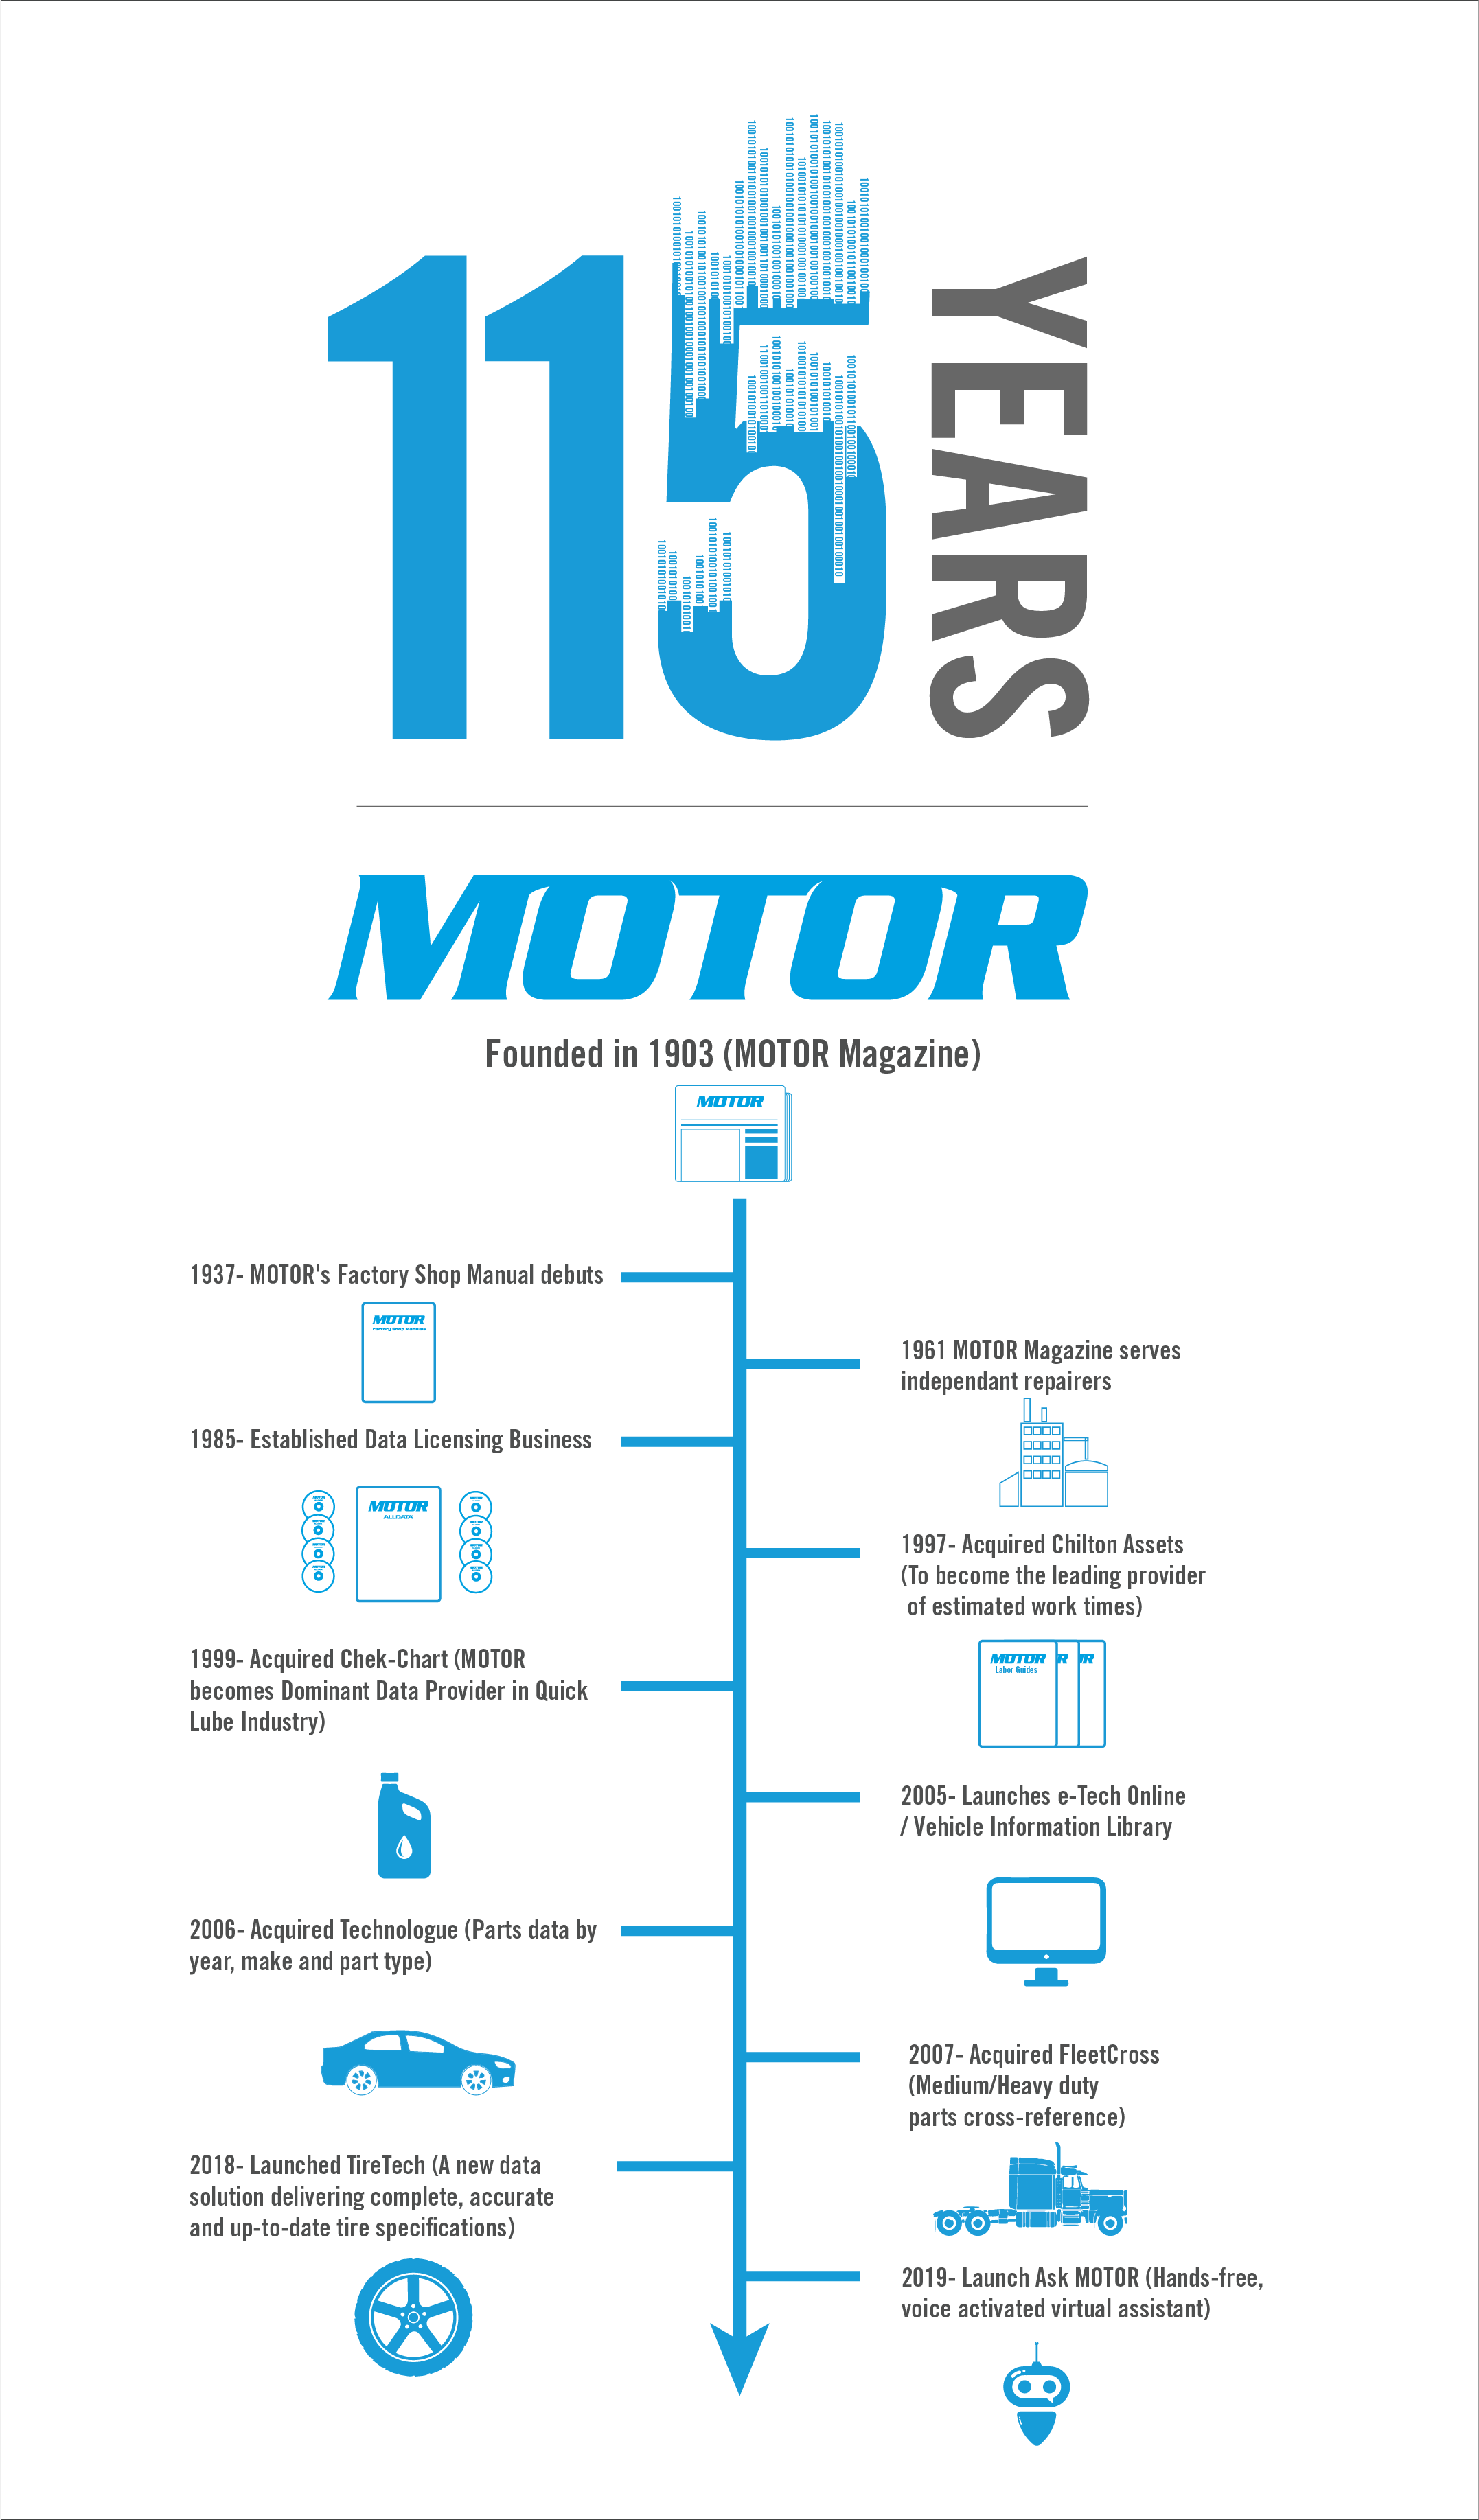 115
YEARS
MOTOR
Founded in 1903 (MOTOR Magazine)
MOTOR
1937- MOTOR's Factory Shop Manual debuts
MOTOR
Factory Shop Manuals
1961 MOTOR Magazine serves
independant repairers
1985- Established Data Licensing Business
MOTOR
ALLDATA
1997- Acquired Chilton Assets
(To become the leading provider
of estimated work times)
MOTOR R IR
Labor Guides
1999- Acquired Chek-Chart (MOTOR
becomes Dominant Data Provider in Quick
Lube Industry)
2005- Launches e-Tech Online
/ Vehicle Information Library
2006- Acquired Technologue (Parts data by
year, make and part type)
2007- Acquired FleetCross
(Medium/Heavy duty
parts cross-reference)
2018- Launched TireTech (A new data
solution delivering complete, accurate
and up-to-date tire specifications)
2019- Launch Ask MOTOR (Hands-free,
voice activated virtual assistant)